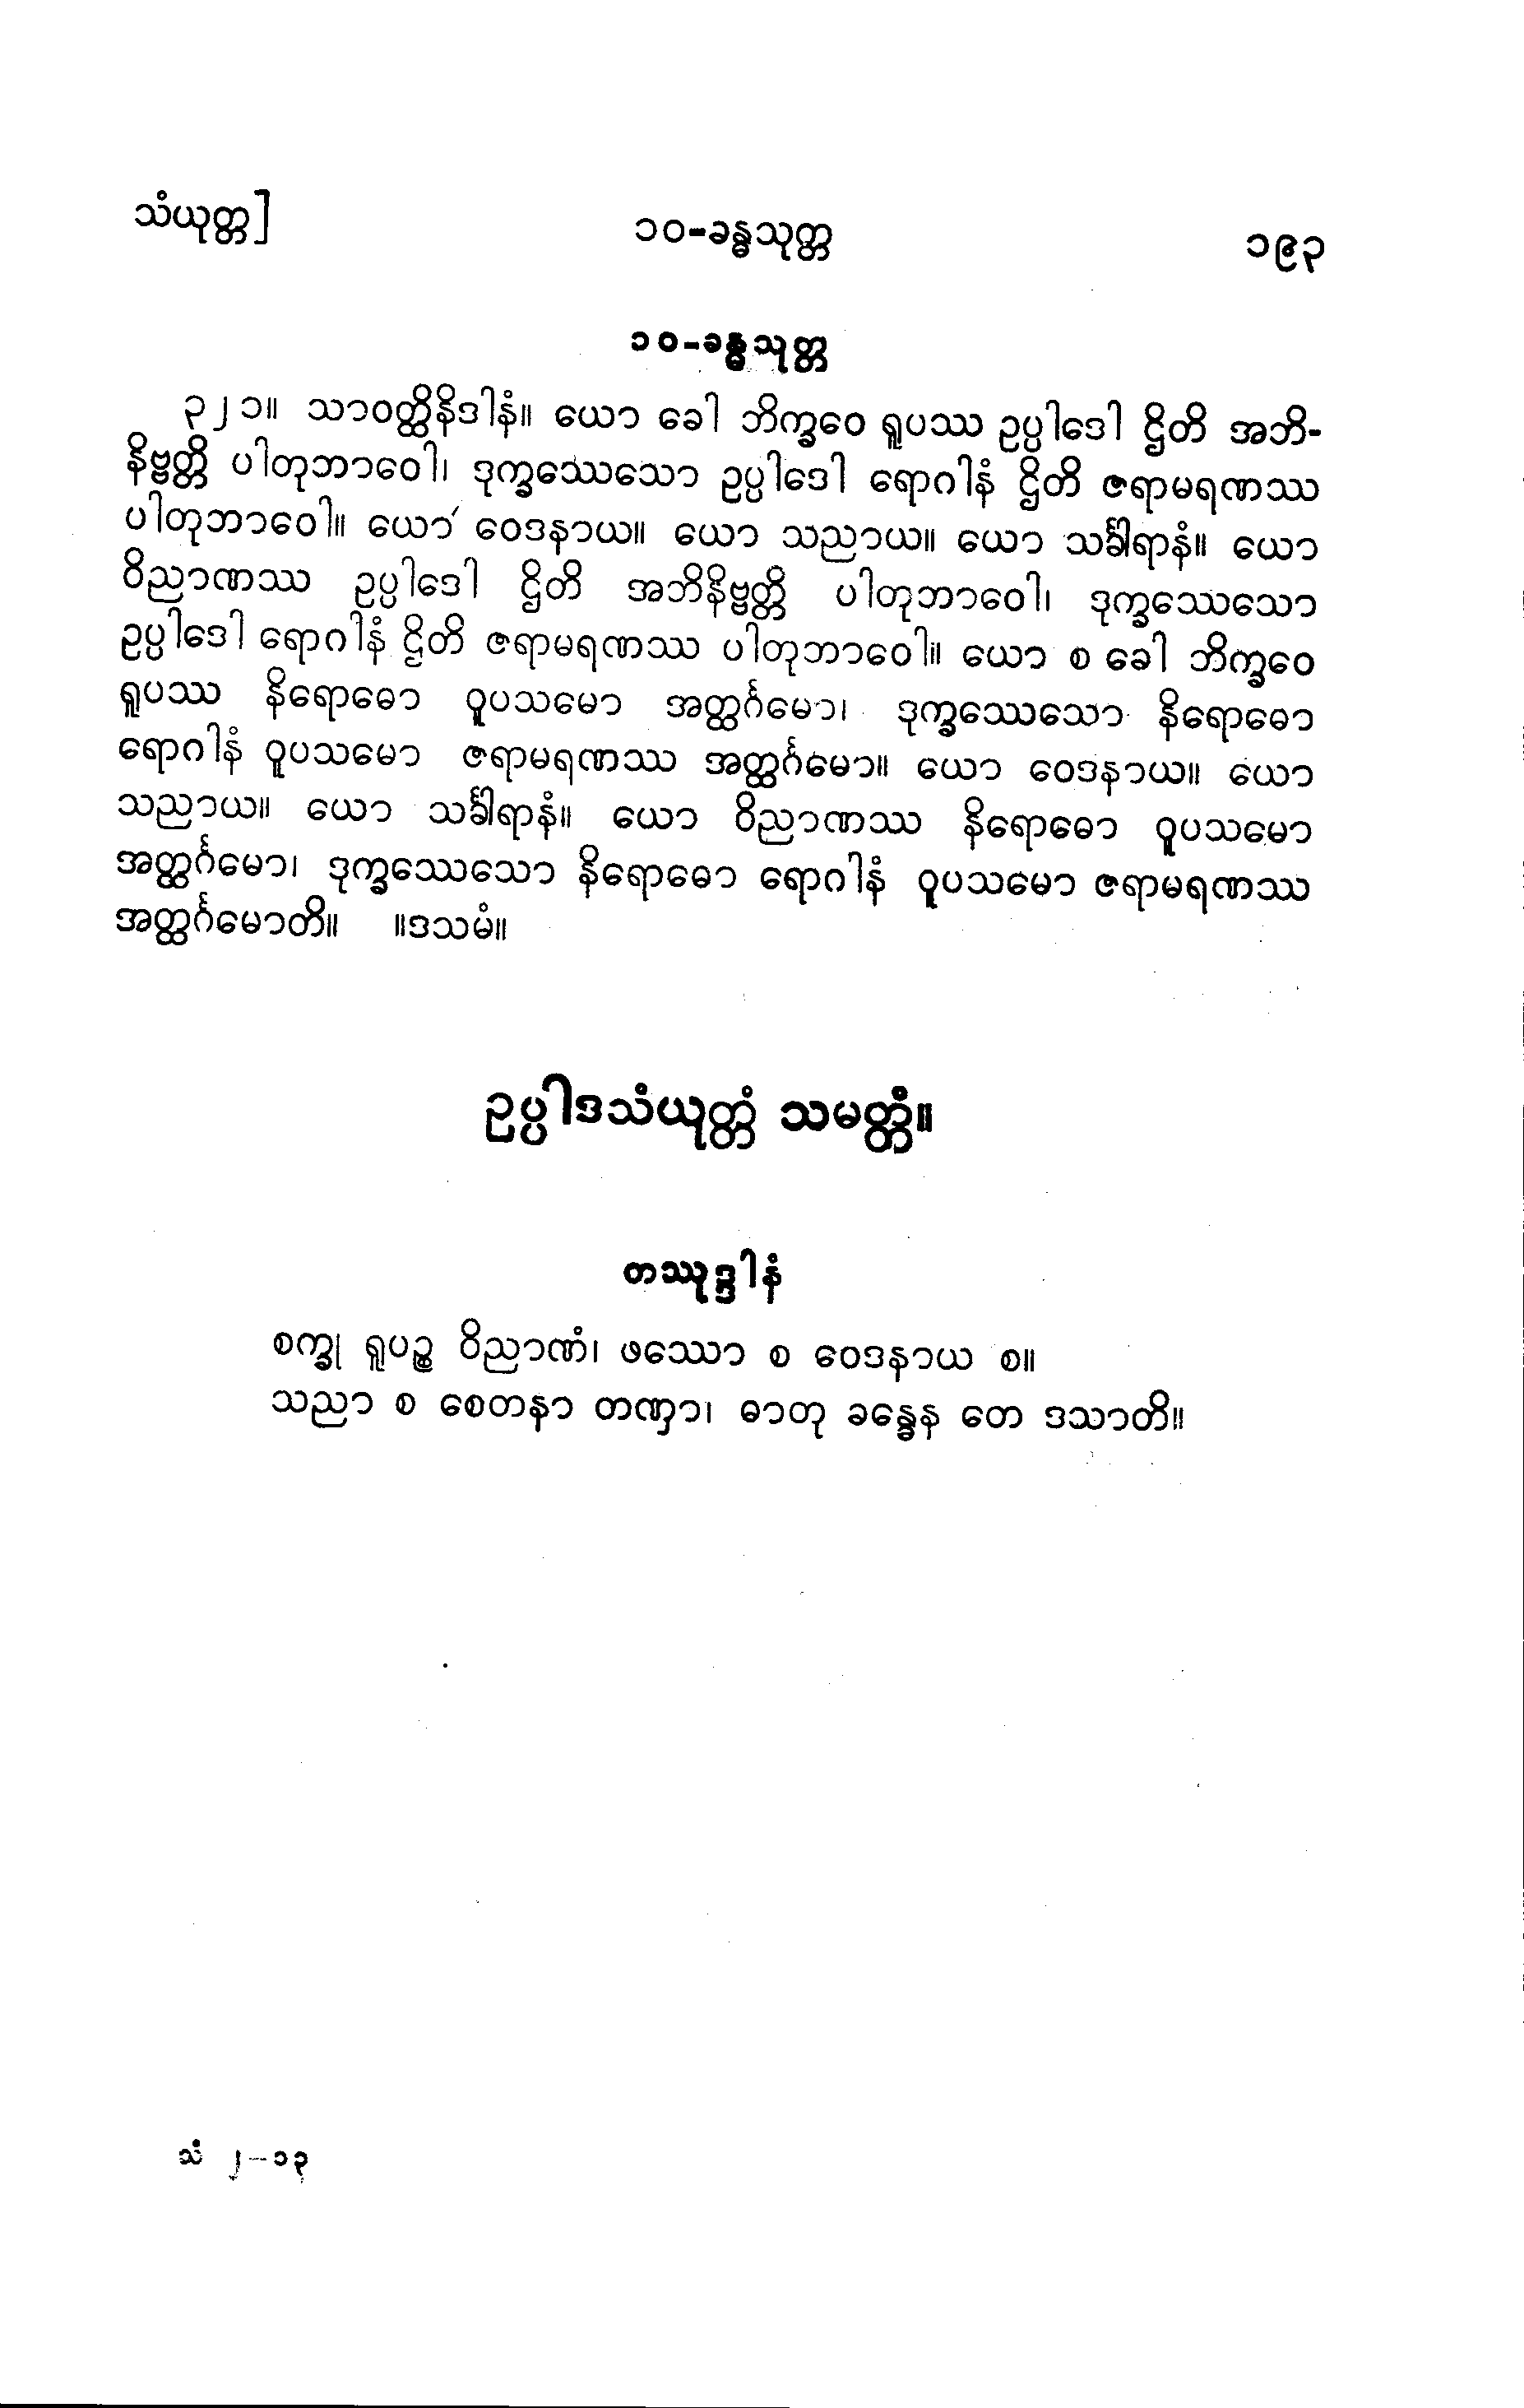 သံယုတ္တ] ၁၀-ခန္ဓသုတ္တ ၁၉၃
၁၀-ခန္ဓသုတ္တ
၃၂၁။ သာဝတ္ထိနိဒါနံ။ ယော ခေါ ဘိက္ခဝေ ရူပဿ ဥပ္ပါဒေါ ဌိတိ အဘိ-
နိဗ္ဗတ္တိ ပါတုဘာဝေါ၊ ဒုက္ခဿေသော ဥပ္ပါဒေါ ရောဂါနံ ဌိတိ ဇရာမရဏဿ
ပါတုဘာဝေါ။ ယော ဝေဒနာယ။ ယော သညာယ။ ယော သင်္ခါရာနံ။ ယော
ဝိညာဏဿ ဥပ္ပါဒေါ ဌိတိ အဘိနိဗ္ဗတ္တိ ပါတုဘာဝေါ၊ ဒုက္ခဿေသော
ဥပ္ပါဒေါ ရောဂါနံ ဌိတိ ဇရာမရဏဿ ပါတုဘာဝေါ။ ယော စ ခေါ ဘိက္ခဝေ
ရူပဿ နိရောဓော ဝူပသမော အတ္ထင်္ဂမော၊ ဒုက္ခဿေသော နိရောဓော
ရောဂါနံ ဝူပသမော ဇရာမရဏဿ အတ္ထင်္ဂမော။ ယော ဝေဒနာယ။ ယော
သညာယ။ ယော သင်္ခါရာနံ။ ယော ဝိညာဏဿ နိရောဓော ဝူပသမော
အတ္ထင်္ဂမော၊ ဒုက္ခဿေသော နိရောဓော ရောဂါနံ ဝူပသမော ဇရာမရဏဿ
အတ္ထင်္ဂမောတိ။ ။ဒသမံ။
ဥပ္ပါဒသံယုတ္တံ သမတ္တံ။
တဿုဒ္ဒါနံ
စက္ခု ရူပဉ္စ ဝိညာဏံ၊ ဖဿော စ ဝေဒနာယ စ။
သညာ စ စေတနာ တဏှာ၊ ဓာတု ခန္ဓေန တေ ဒသာတိ။
သံ ၂–၁၃